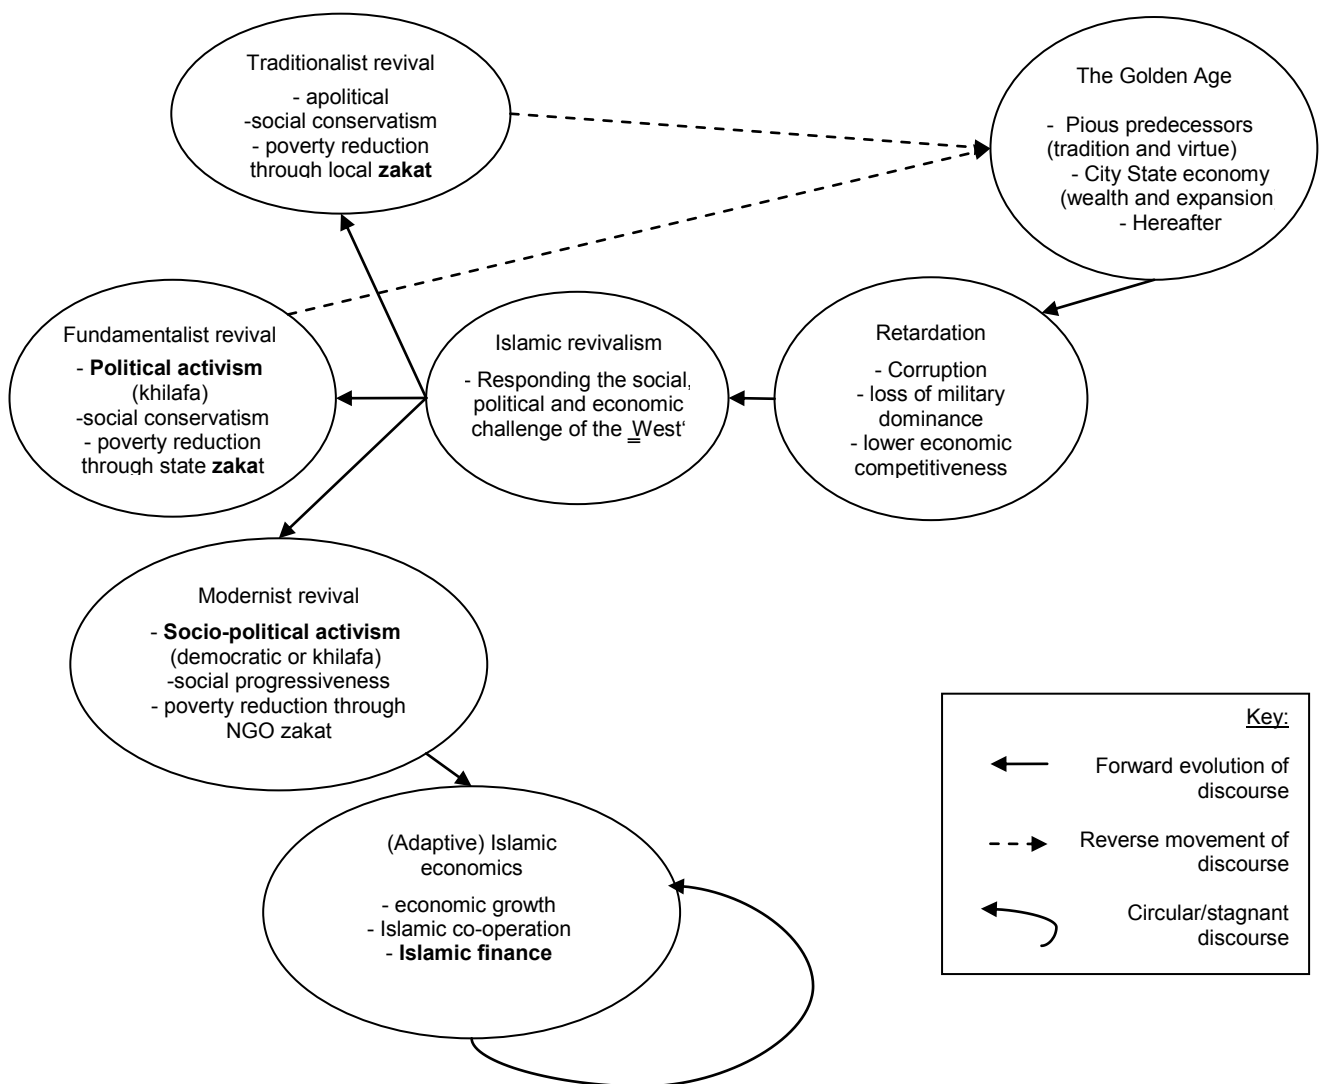 Traditionalist revival
- apolitical
-social conservatism
- poverty reduction
through local zakat
The Golden Age
- Pious predecessors
(tradition and virtue)
- City State economy
(wealth and expansion
- Hereafter
Fundamentalist revival
- Political activism
(khilafa)
-social conservatism
- poverty reduction
through state zakat
Islamic revivalism
- Responding the social,
political and economic
challenge of the ‗West‘
Retardation
- Corruption
- loss of military
dominance
- lower economic
competitiveness
Modernist revival
- Socio-political activism
(democratic or khilafa)
-social progressiveness
- poverty reduction through
NGO zakat
(Adaptive) Islamic
economics
- economic growth
- Islamic co-operation
- Islamic finance
Key:
Forward evolution of
discourse
Reverse movement of
discourse
Circular/stagnant
discourse